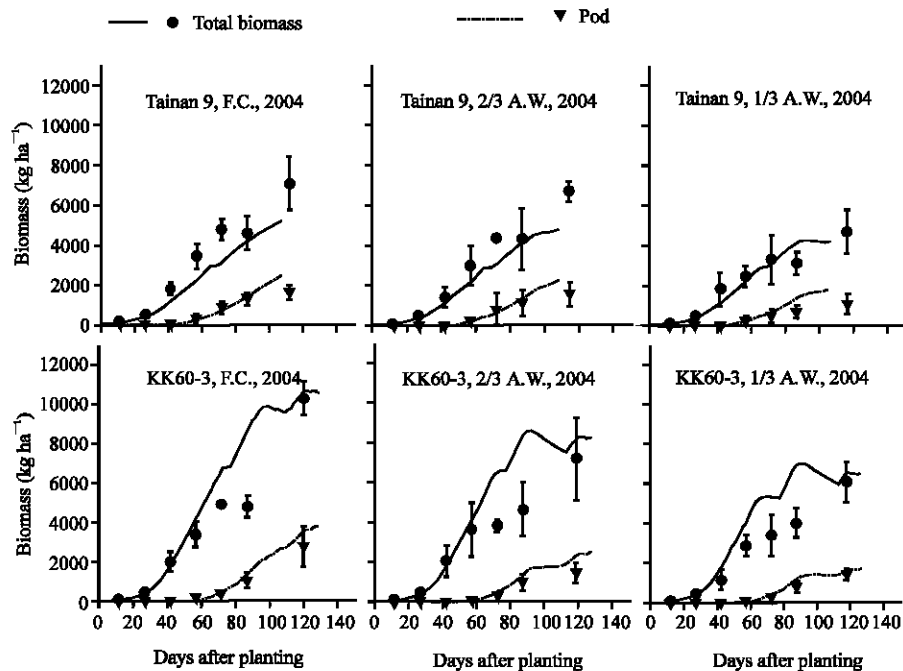 Total biomass
Pod
12000
10000
8000
6000
4000
2000
0
Biomass (kg ha⁻¹)
Tainan 9, F.C., 2004
Tainan 9, 2/3 A.W., 2004
Tainan 9, 1/3 A.W., 2004
12000
10000
8000
6000
4000
2000
0
Biomass (kg ha⁻¹)
KK60-3, F.C., 2004
KK60-3, 2/3 A.W., 2004
KK60-3, 1/3 A.W., 2004
0 20 40 60 80 100 120 140
0 20 40 60 80 100 120 140
0 20 40 60 80 100 120 140
Days after planting
Days after planting
Days after planting